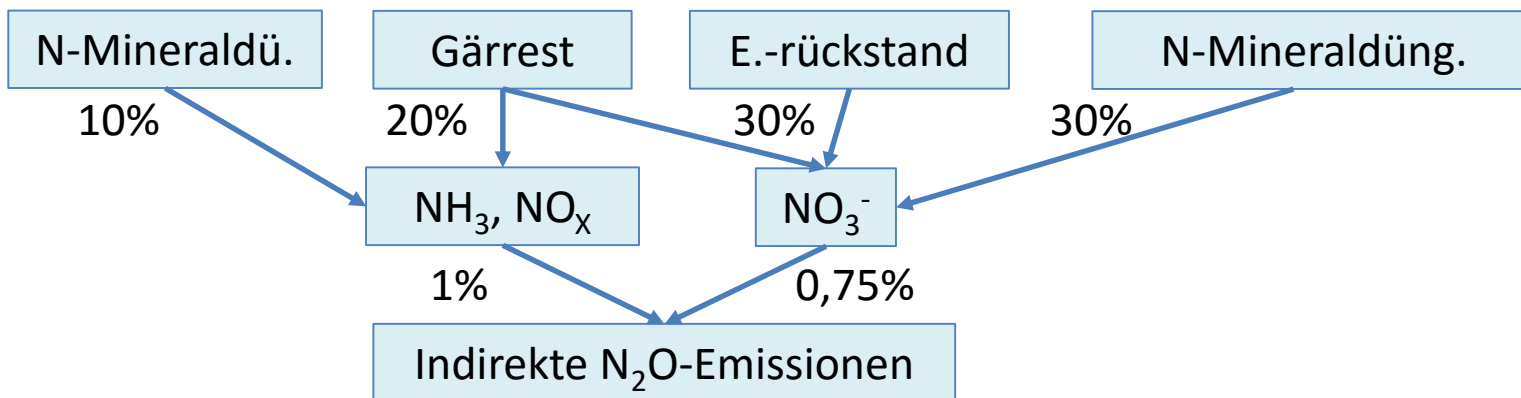 N-Mineraldü. Gärrest E.-rückstand N-Mineraldüng.
10% 20% 30% 30%
NH₃, NOₓ NO₃⁻
1% 0,75%
Indirekte N₂O-Emissionen